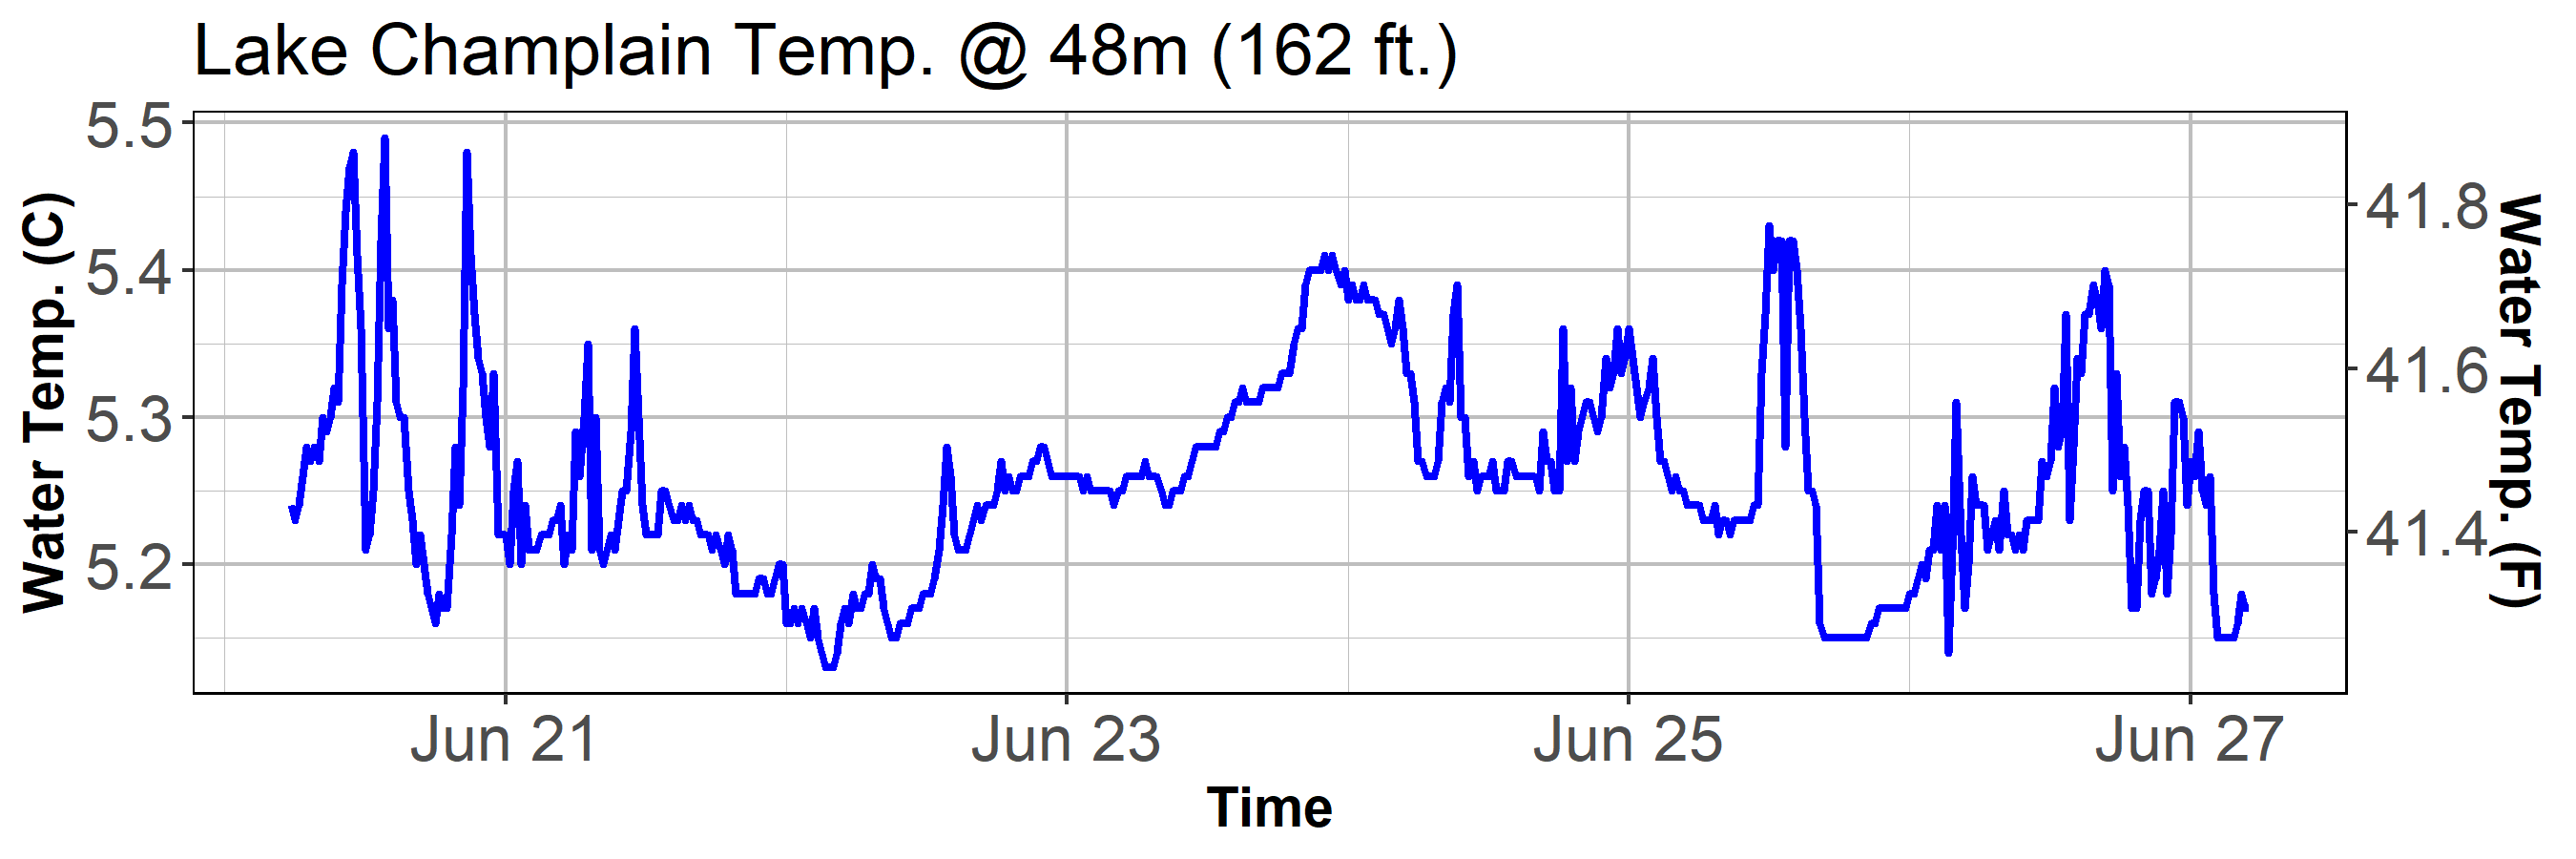 Lake Champlain Temp. @ 48m (162 ft.)
Water Temp. (C)
5.5
5.4
5.3
5.2
41.8
41.6
41.4
Water Temp. (F)
Jun 21 Jun 23 Jun 25 Jun 27
Time